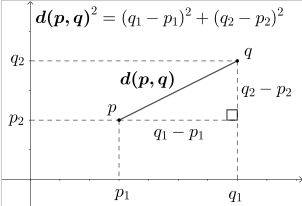 d(p, q)² = (q₁ − p₁)² + (q₂ − p₂)²
q
q₂
d(p, q)
q₂ − p₂
p
p₂
q₁ − p₁
p₁
q₁